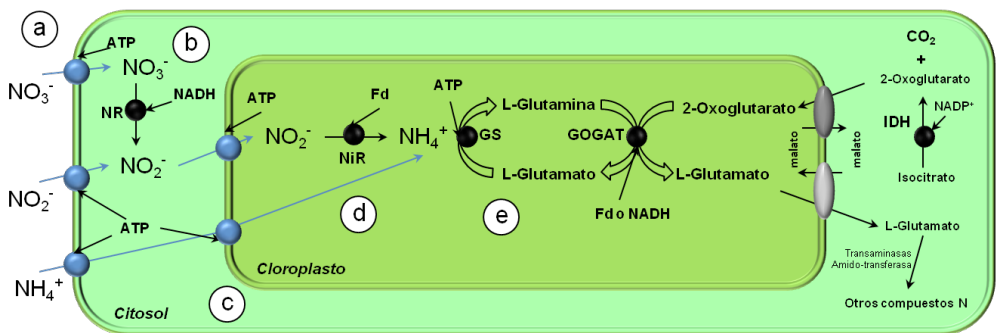 a
ATP
b
NO₃⁻
NO₃⁻
NR
NADH
NO₂⁻
NO₂⁻
ATP
NH₄⁺
Citosol
c
ATP
NO₂⁻
Fd
NiR
NH₄⁺
d
Cloroplasto
ATP
GS
L-Glutamina
L-Glutamato
e
GOGAT
2-Oxoglutarato
L-Glutamato
Fd o NADH
malato
malato
CO₂
+
2-Oxoglutarato
IDH
NADP⁺
Isocitrato
L-Glutamato
Transaminasas
Amido-transferasa
Otros compuestos N